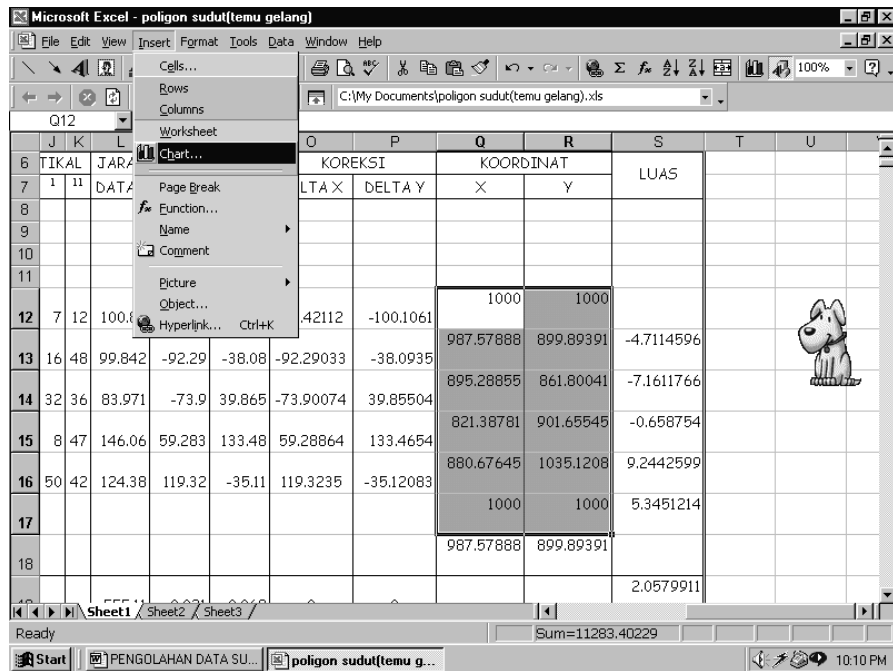 Microsoft Excel - poligon sudut(temu gelang)
File Edit View Insert Format Tools Data Window Help
100%
C:\My Documents\poligon sudut(temu gelang).xls
Q12
Cells...
Rows
Columns
Worksheet
Chart...
Page Break
Function...
Name
Comment
Picture
Object...
Hyperlink... Ctrl+K
J K L O P Q R S T U
6 TIKAL JARA KOREKSI KOORDINAT LUAS
7 1 11 DATA LTA X DELTA Y X Y
8
9
10
11
12 7 12 100.8 .42112 -100.1061 1000 1000
13 16 48 99.842 -92.29 -38.08 -92.29033 -38.0935 987.57888 899.89391 -4.7114596
14 32 36 83.971 -73.9 39.865 -73.90074 39.85504 895.28855 861.80041 -7.1611766
15 8 47 146.06 59.283 133.48 59.28864 133.4654 821.38781 901.65545 -0.658754
16 50 42 124.38 119.32 -35.11 119.3235 -35.12083 880.67645 1035.1208 9.2442599
17 1000 1000 5.3451214
18 987.57888 899.89391
2.0579911
Sheet1 Sheet2 Sheet3
Ready Sum=11283.40229
Start PENGOLAHAN DATA SU... poligon sudut(temu g... 10:10 PM